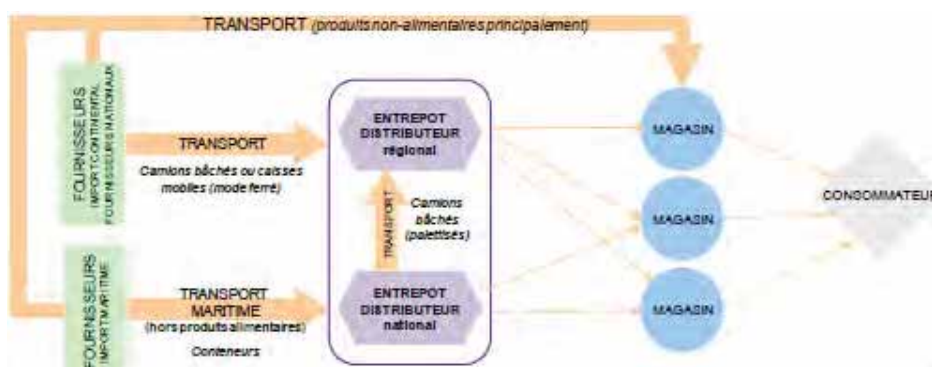 TRANSPORT (produits non-alimentaires principalement)
FOURNISSEURS
IMPORT CONTINENTAL
FOURNISSEURS NATIONAUX
TRANSPORT
Camions bâchés ou caisses
mobiles (mode ferré)
ENTREPOT
DISTRIBUTEUR
régional
TRANSPORT
Camions
bâchés
(palettisés)
MAGASIN
MAGASIN
MAGASIN
CONSOMMATEUR
FOURNISSEURS
IMPORT MARITIME
TRANSPORT
MARITIME
(hors produits alimentaires)
Conteneurs
ENTREPOT
DISTRIBUTEUR
national